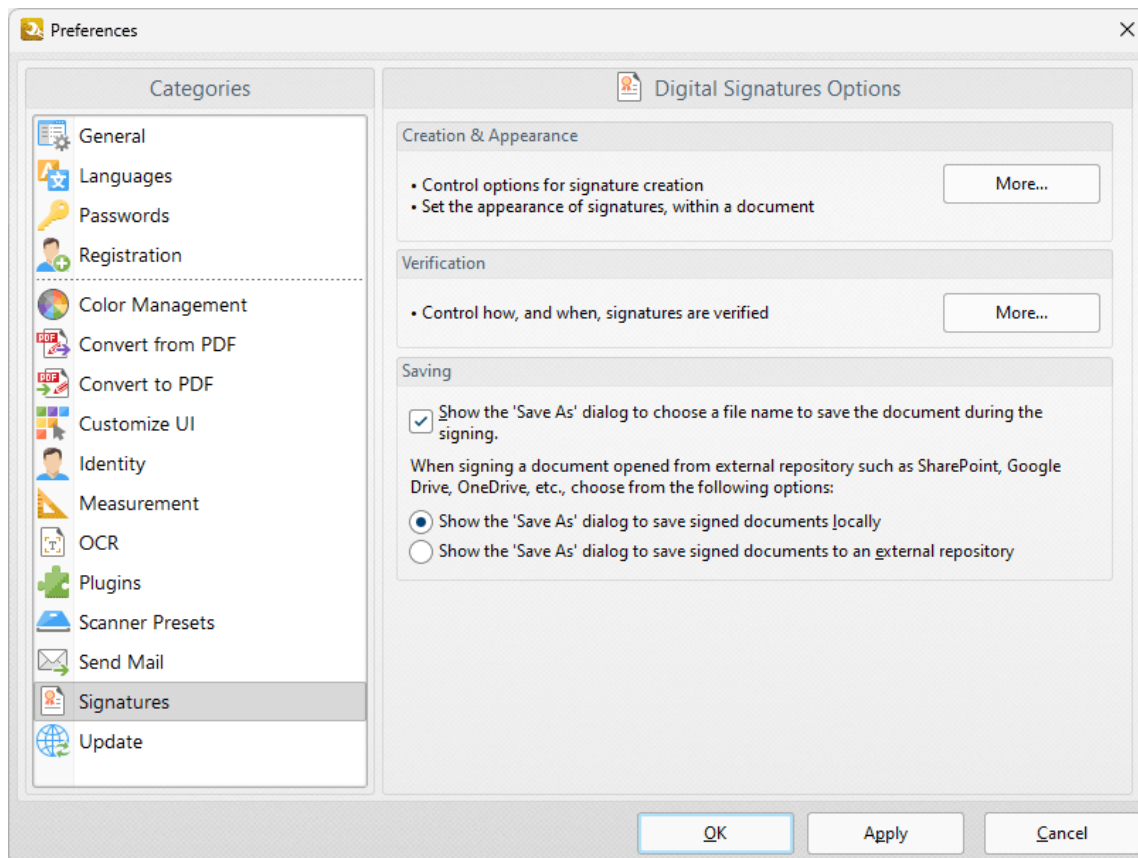 Preferences
Categories
General
Languages
Passwords
Registration
Color Management
Convert from PDF
Convert to PDF
Customize UI
Identity
Measurement
OCR
Plugins
Scanner Presets
Send Mail
Signatures
Update
Digital Signatures Options
Creation & Appearance
• Control options for signature creation
• Set the appearance of signatures, within a document
More...
Verification
• Control how, and when, signatures are verified
More...
Saving
Show the 'Save As' dialog to choose a file name to save the document during the
signing.
When signing a document opened from external repository such as SharePoint, Google
Drive, OneDrive, etc., choose from the following options:
Show the 'Save As' dialog to save signed documents locally
Show the 'Save As' dialog to save signed documents to an external repository
OK
Apply
Cancel